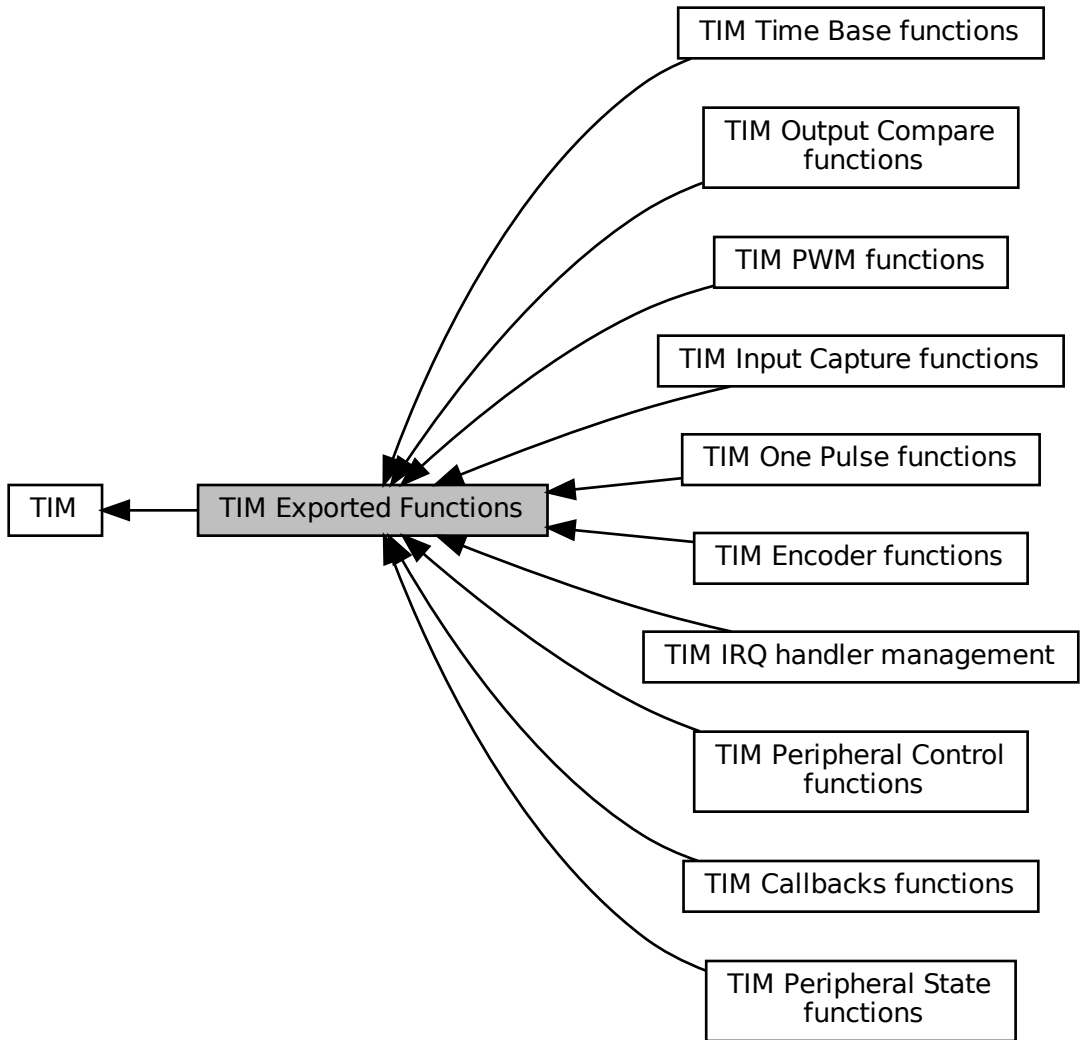 TIM Time Base functions
TIM Output Compare
functions
TIM PWM functions
TIM Input Capture functions
TIM One Pulse functions
TIM
TIM Exported Functions
TIM Encoder functions
TIM IRQ handler management
TIM Peripheral Control
functions
TIM Callbacks functions
TIM Peripheral State
functions